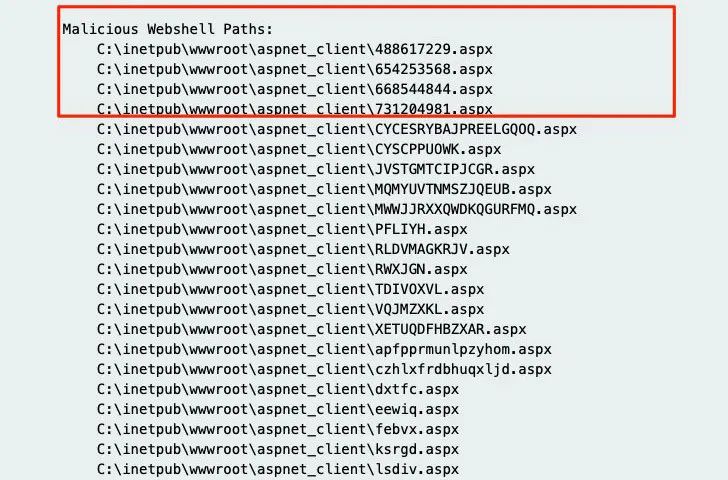 Malicious Webshell Paths:
C:\inetpub\wwwroot\aspnet_client\488617229.aspx
C:\inetpub\wwwroot\aspnet_client\654253568.aspx
C:\inetpub\wwwroot\aspnet_client\668544844.aspx
C:\inetpub\wwwroot\aspnet_client\731204981.aspx
C:\inetpub\wwwroot\aspnet_client\CYCESRYBAJPREELGQOQ.aspx
C:\inetpub\wwwroot\aspnet_client\CYSCPPUOWK.aspx
C:\inetpub\wwwroot\aspnet_client\JVSTGMTCIPJCGR.aspx
C:\inetpub\wwwroot\aspnet_client\MQMYUVTNMSZJQEUB.aspx
C:\inetpub\wwwroot\aspnet_client\MWWJJRXXQWDKQGURFMQ.aspx
C:\inetpub\wwwroot\aspnet_client\PFLIYH.aspx
C:\inetpub\wwwroot\aspnet_client\RLDVMAGKRJV.aspx
C:\inetpub\wwwroot\aspnet_client\RWXJGN.aspx
C:\inetpub\wwwroot\aspnet_client\TDIVOXVL.aspx
C:\inetpub\wwwroot\aspnet_client\VQJMZXKL.aspx
C:\inetpub\wwwroot\aspnet_client\XETUQDFHBZXAR.aspx
C:\inetpub\wwwroot\aspnet_client\apfpprmunlpzyhom.aspx
C:\inetpub\wwwroot\aspnet_client\czhlxfrdbhuqxljd.aspx
C:\inetpub\wwwroot\aspnet_client\dxtfc.aspx
C:\inetpub\wwwroot\aspnet_client\eewiq.aspx
C:\inetpub\wwwroot\aspnet_client\febvx.aspx
C:\inetpub\wwwroot\aspnet_client\ksrgd.aspx
C:\inetpub\wwwroot\aspnet_client\lsdiv.aspx